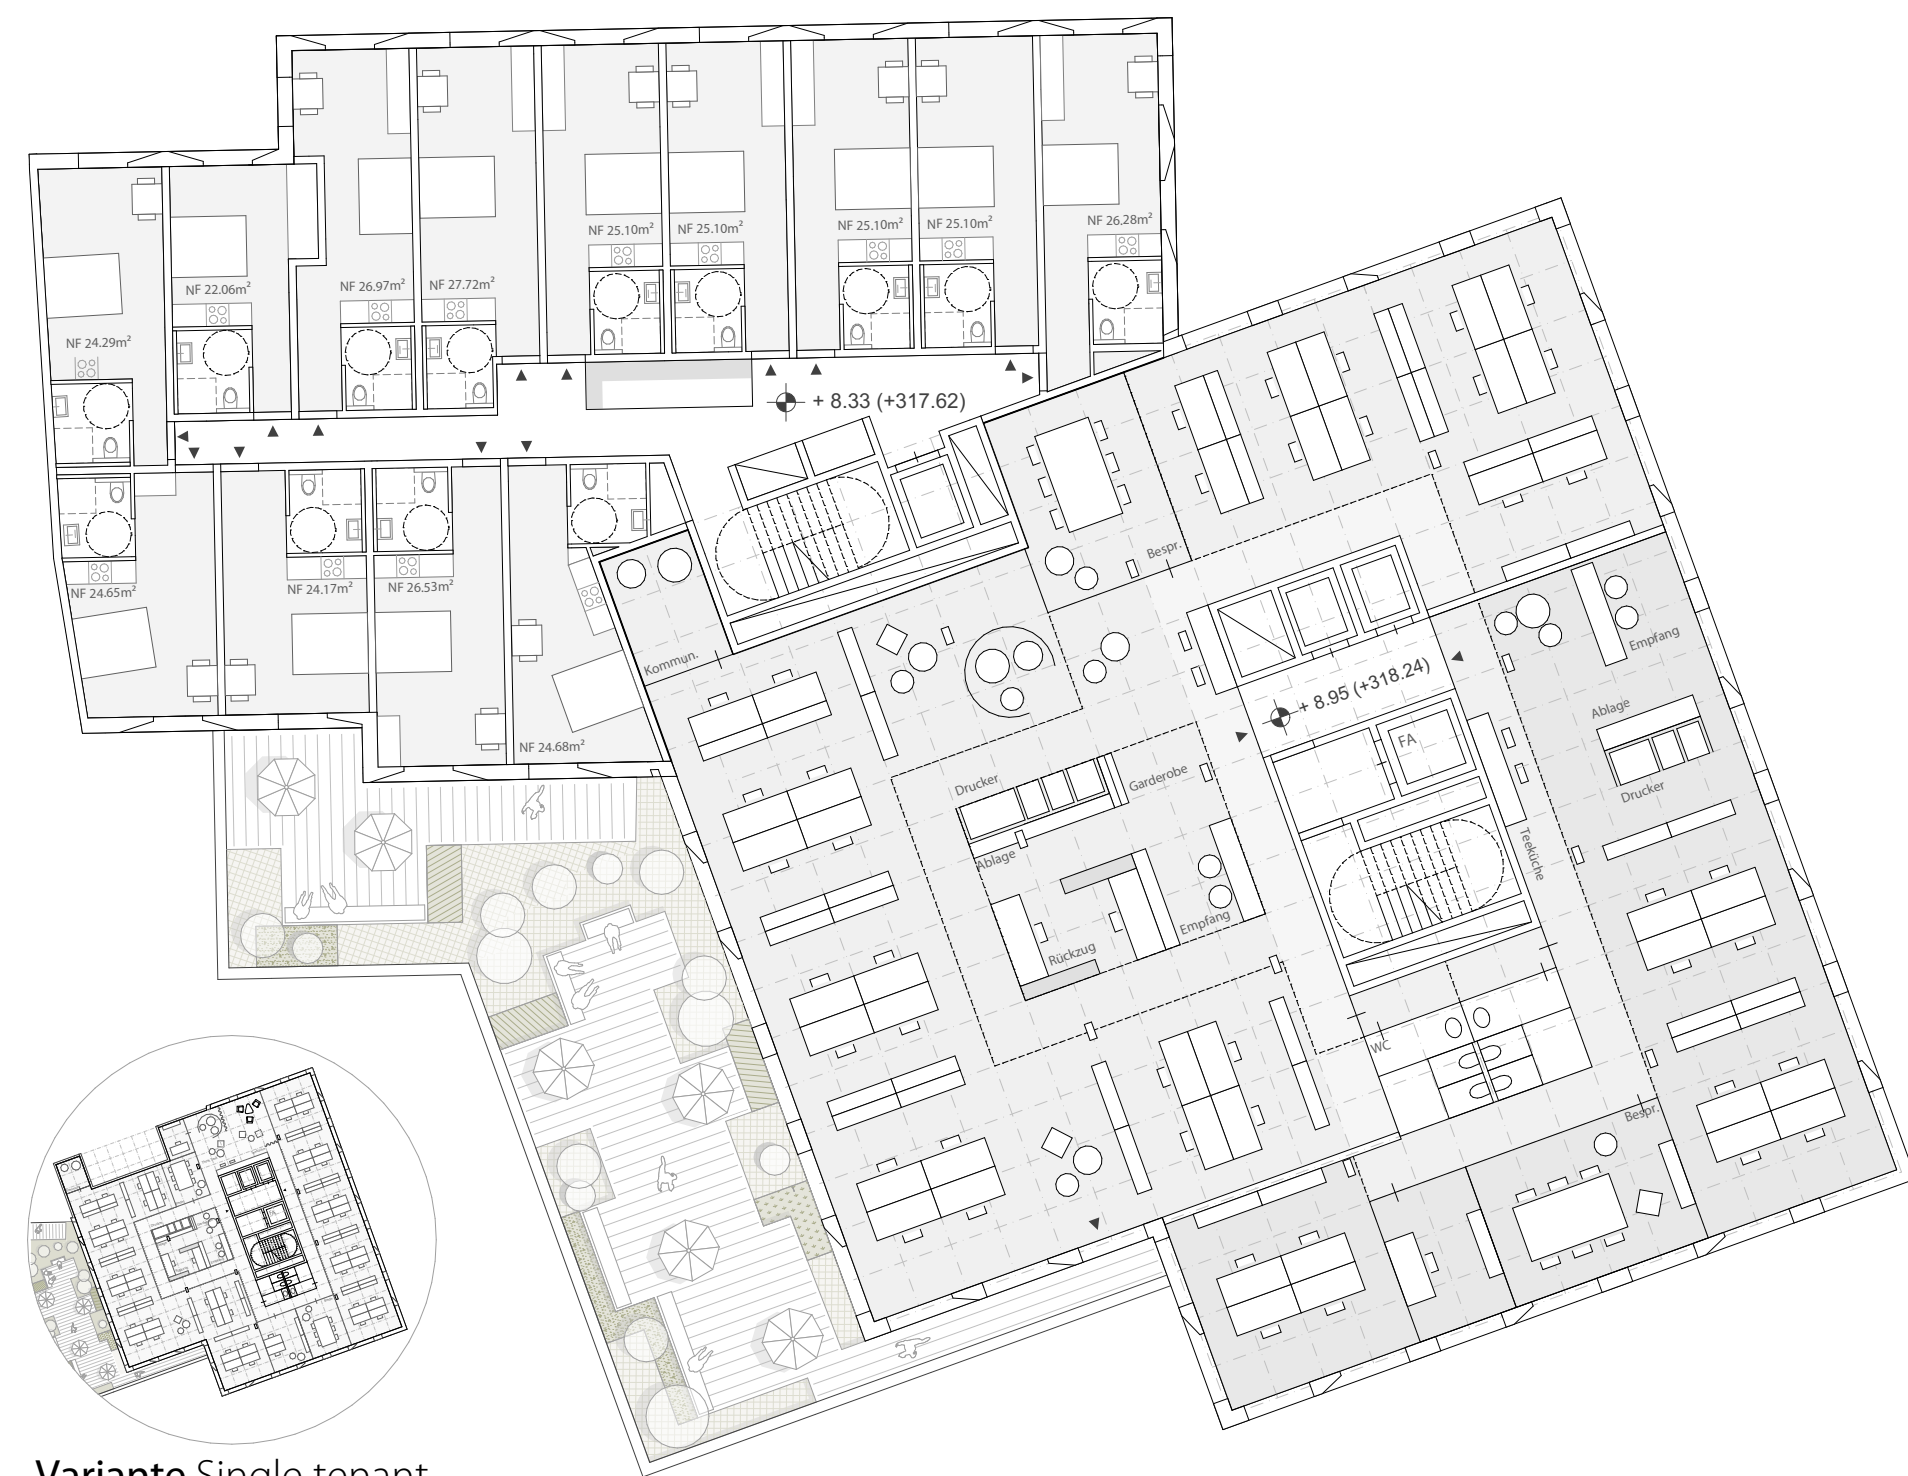 NF 25.10m²
NF 25.10m²
NF 25.10m²
NF 25.10m²
NF 26,28m²
NF 22.06m²
NF 26.97m²
NF 27.72m²
NF 24.29m²
+ 8.33 (+317.62)
Bespr.
NF 24.65m²
NF 24.17m²
NF 26.53m²
Kommun.
Empfang
+ 8.95 (+318.24)
Ablage
NF 24.68m²
FA
Drucker
Garderobe
Drucker
Ablage
Teeküche
Empfang
Rückzug
WC
Bespr.
Variante Single tenant